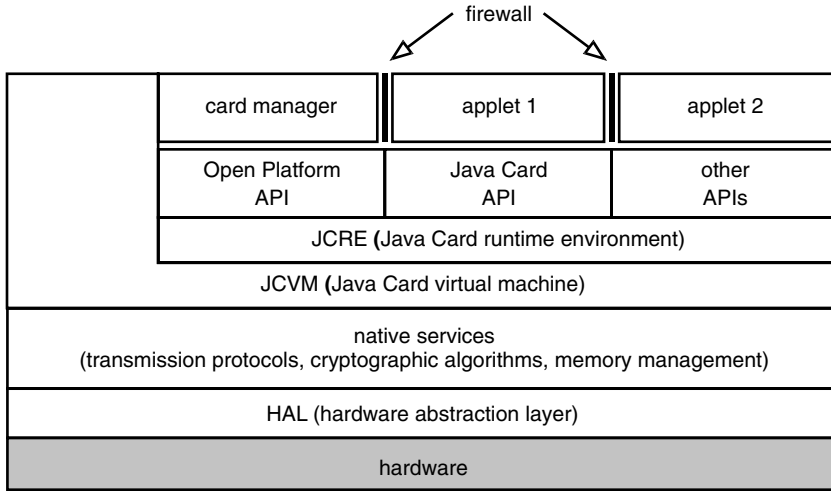 firewall
card manager
applet 1
applet 2
Open Platform
API
Java Card
API
other
APIs
JCRE (Java Card runtime environment)
JCVM (Java Card virtual machine)
native services
(transmission protocols, cryptographic algorithms, memory management)
HAL (hardware abstraction layer)
hardware